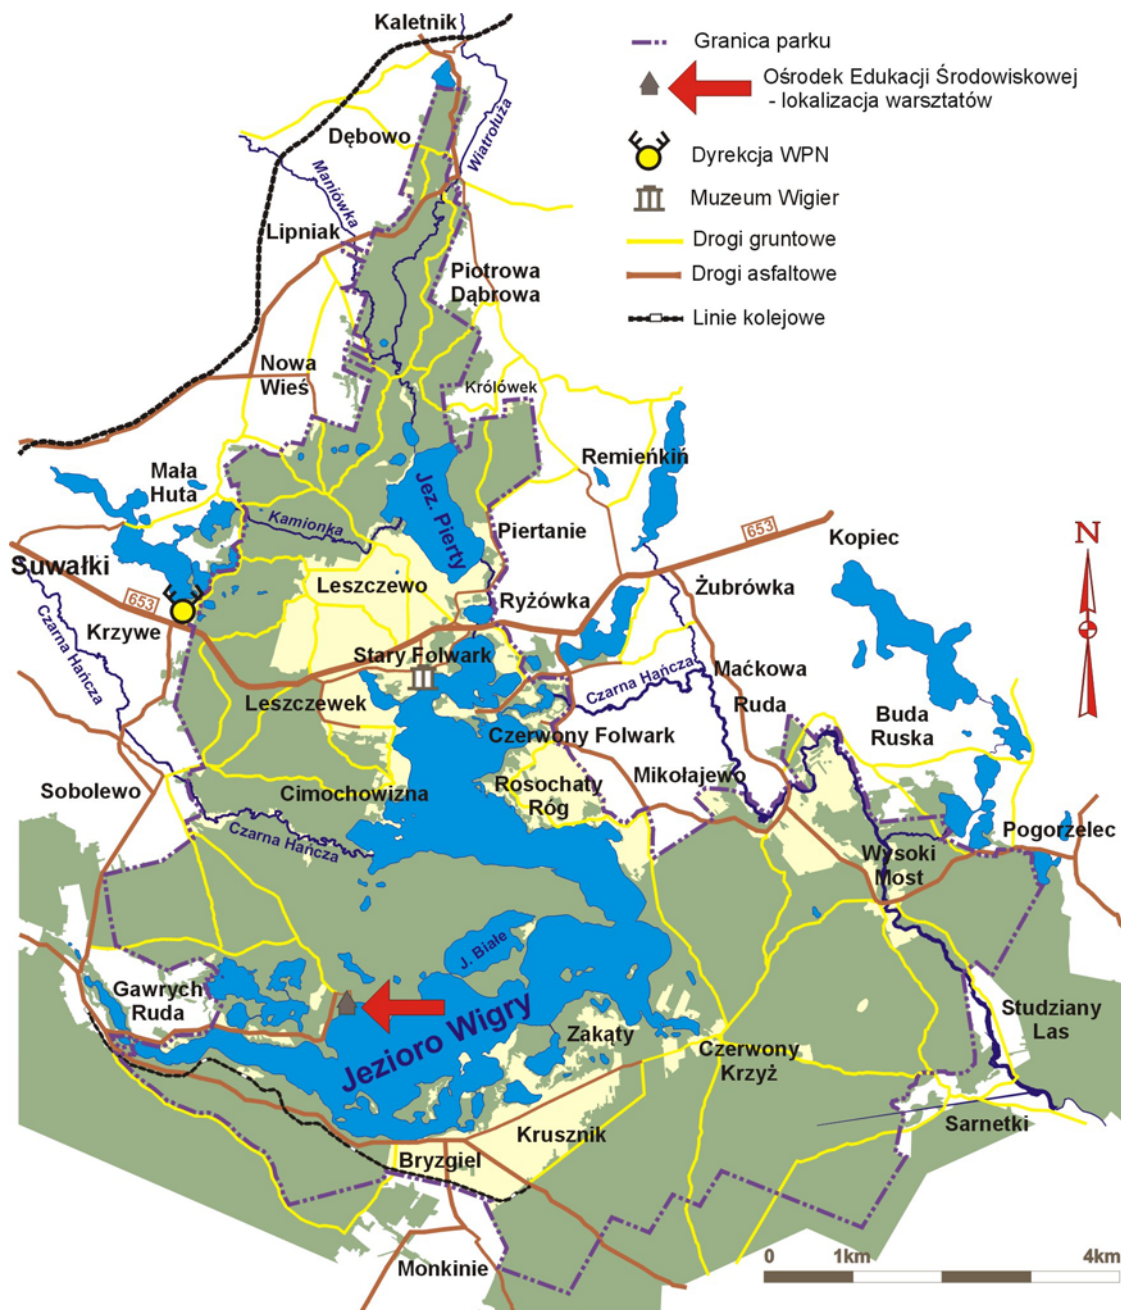 Kaletnik
Granica parku
Ośrodek Edukacji Środowiskowej
- lokalizacja warsztatów
Dyrekcja WPN
Muzeum Wigier
Drogi gruntowe
Drogi asfaltowe
Linie kolejowe
Dębowo
Wiatrołuża
Maniówka
Lipniak
Piotrowa
Dąbrowa
Nowa
Wieś
Królówek
Remieńkiń
Mała
Huta
Jez. Pierty
Kamionka
Piertanie
653
Kopiec
N
Suwałki
Leszczewo
Żubrówka
653
Ryżówka
Krzywe
Czarna Hańcza
Stary Folwark
Czarna Hańcza
Maćkowa
Ruda
Leszczewek
Buda
Ruska
Czerwony Folwark
Mikołajewo
Sobolewo
Cimochowizna
Rosochaty
Róg
Czarna Hańcza
Pogorzelec
Wysoki
Most
J. Białe
Gawrych
Ruda
Jezioro Wigry
Zakąty
Studziany
Las
Czerwony
Krzyż
Krusznik
Sarnetki
Bryzgiel
Monkinie
0
1km
4km